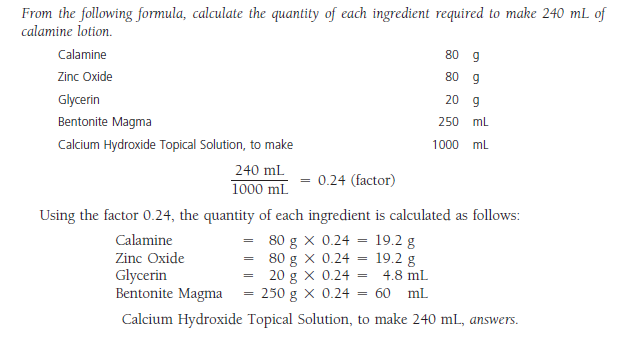 From the following formula, calculate the quantity of each ingredient required to make 240 mL of
calamine lotion.
Calamine 80 g
Zinc Oxide 80 g
Glycerin 20 g
Bentonite Magma 250 mL
Calcium Hydroxide Topical Solution, to make 1000 mL
240 mL
1000 mL = 0.24 (factor)
Using the factor 0.24, the quantity of each ingredient is calculated as follows:
Calamine = 80 g × 0.24 = 19.2 g
Zinc Oxide = 80 g × 0.24 = 19.2 g
Glycerin = 20 g × 0.24 = 4.8 mL
Bentonite Magma = 250 g × 0.24 = 60 mL
Calcium Hydroxide Topical Solution, to make 240 mL, answers.